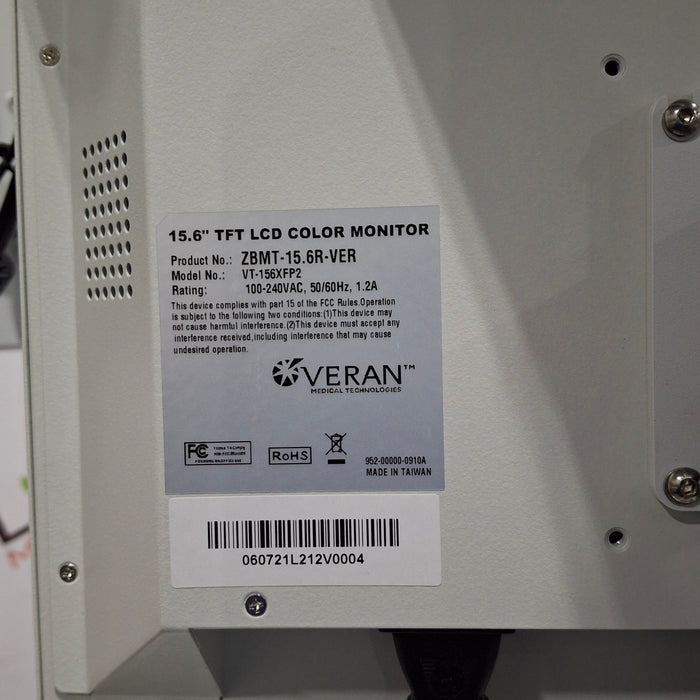 15.6" TFT LCD COLOR MONITOR
Product No.: ZBMT-15.6R-VER
Model No.: VT-156XFP2
Rating: 100-240VAC, 50/60Hz, 1.2A
This device complies with part 15 of the FCC Rules.Operation
is subject to the following two conditions:(1)This device may
not cause harmful interference.(2)This device must accept any
interference received,including interference that may cause
undesired operation.
VERAN™
MEDICAL TECHNOLOGIES
FC
RoHS
952-00000-0910A
MADE IN TAIWAN
060721L212V0004